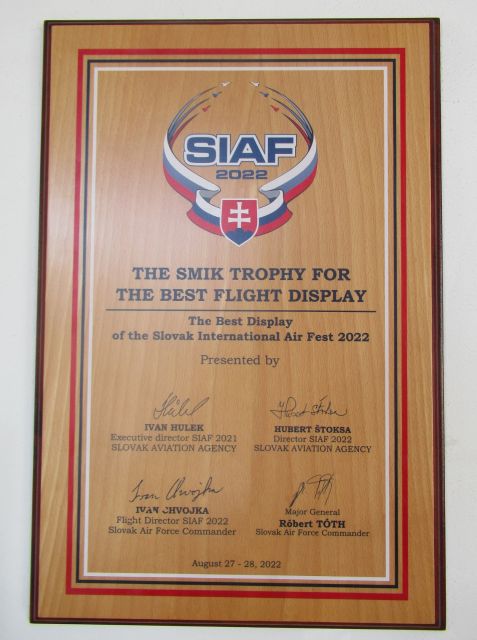 SIAF
2022
THE SMIK TROPHY FOR
THE BEST FLIGHT DISPLAY
The Best Display
of the Slovak International Air Fest 2022
Presented by
IVAN HULEK
Executive director SIAF 2021
SLOVAK AVIATION AGENCY
HUBERT ŠTOKSA
Director SIAF 2022
SLOVAK AVIATION AGENCY
Ivan Chvojka
IVAN CHVOJKA
Flight Director SIAF 2022
Slovak Air Force Commander
Major General
Róbert TÓTH
Slovak Air Force Commander
August 27 - 28, 2022